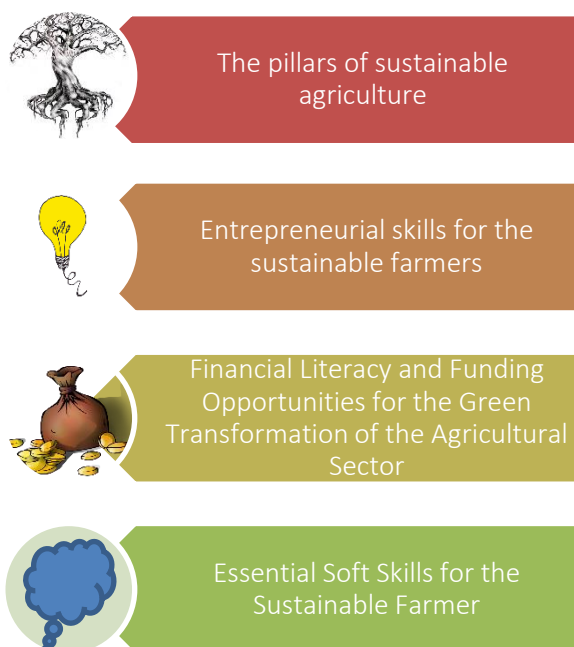 The pillars of sustainable
agriculture
Entrepreneurial skills for the
sustainable farmers
Financial Literacy and Funding
Opportunities for the Green
Transformation of the Agricultural
Sector
Essential Soft Skills for the
Sustainable Farmer